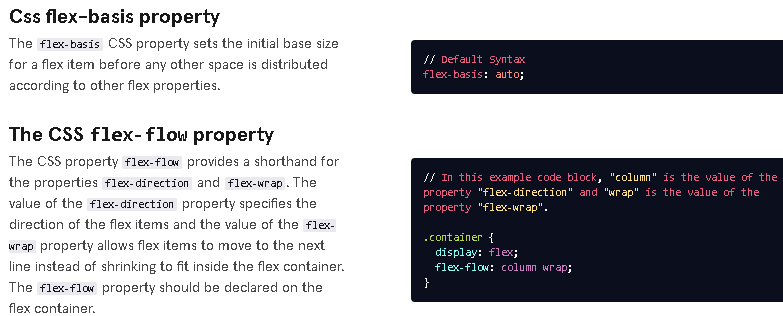 Css flex-basis property
The flex-basis CSS property sets the initial base size
for a flex item before any other space is distributed
according to other flex properties.
// Default Syntax
flex-basis: auto;
The CSS flex-flow property
The CSS property flex-flow provides a shorthand for
the properties flex-direction and flex-wrap. The
value of the flex-direction property specifies the
direction of the flex items and the value of the flex-
wrap property allows flex items to move to the next
line instead of shrinking to fit inside the flex container.
The flex-flow property should be declared on the
flex container.
// In this example code block, "column" is the value of the
property "flex-direction" and "wrap" is the value of the
property "flex-wrap".
.container {
  display: flex;
  flex-flow: column wrap;
}